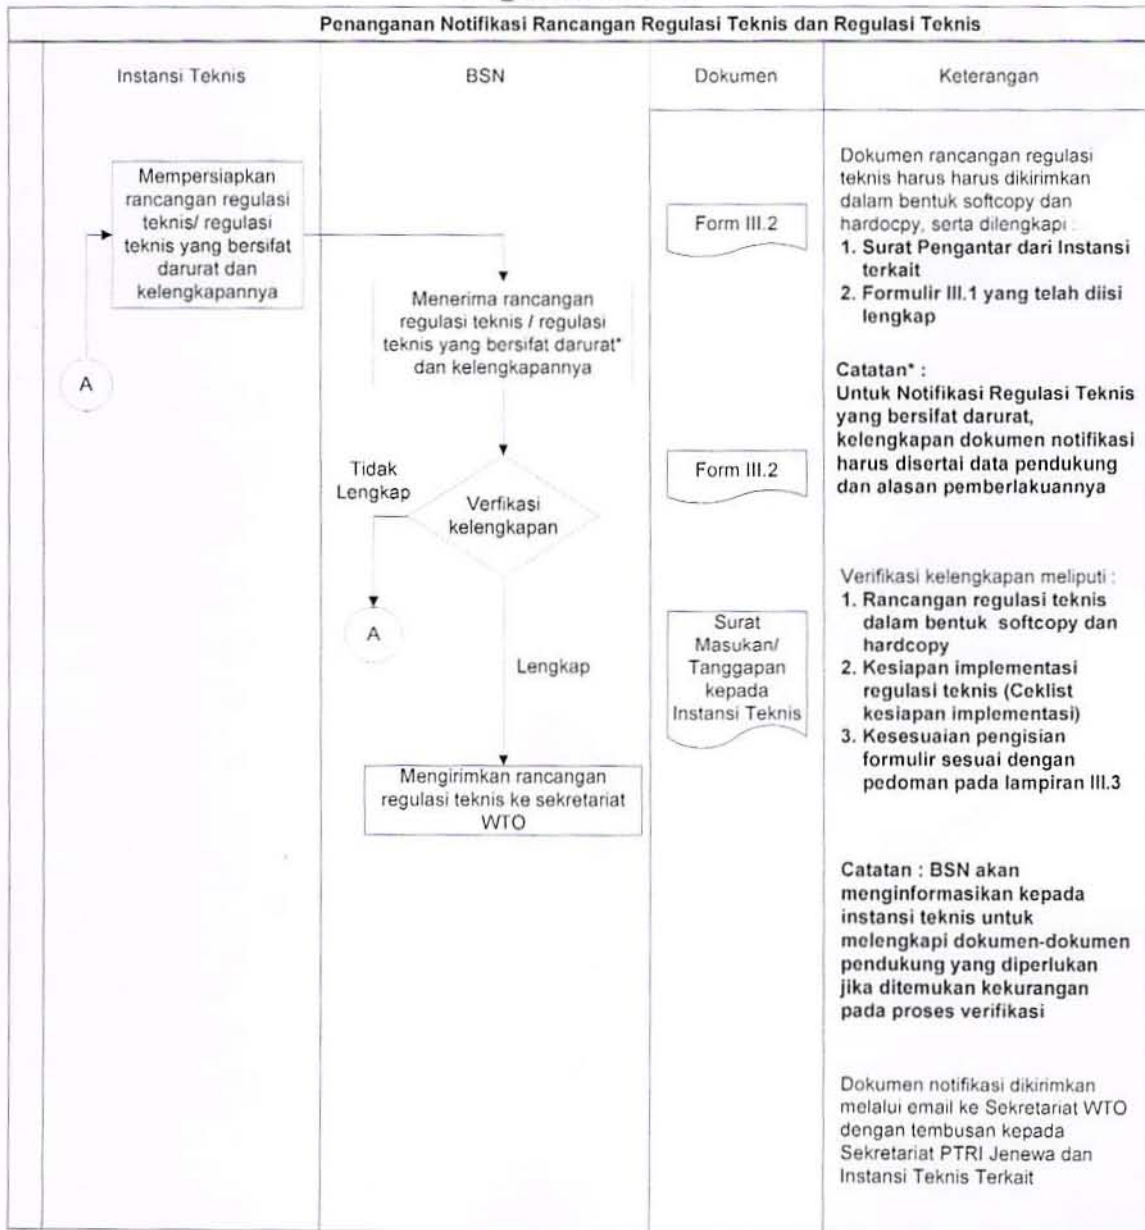 Penanganan Notifikasi Rancangan Regulasi Teknis dan Regulasi Teknis
Instansi Teknis
BSN
Dokumen
Keterangan
Mempersiapkan
rancangan regulasi
teknis/ regulasi
teknis yang bersifat
darurat dan
kelengkapannya
A
Menerima rancangan
regulasi teknis / regulasi
teknis yang bersifat darurat*
dan kelengkapannya
Tidak
Lengkap
Verfikasi
kelengkapan
A
Lengkap
Mengirimkan rancangan
regulasi teknis ke sekretariat
WTO
Form III.2
Form III.2
Surat
Masukan/
Tanggapan
kepada
Instansi Teknis
Dokumen rancangan regulasi
teknis harus harus dikirimkan
dalam bentuk softcopy dan
hardocpy, serta dilengkapi :
1. Surat Pengantar dari Instansi
terkait
2. Formulir III.1 yang telah diisi
lengkap
Catatan* :
Untuk Notifikasi Regulasi Teknis
yang bersifat darurat,
kelengkapan dokumen notifikasi
harus disertai data pendukung
dan alasan pemberlakuannya
Verifikasi kelengkapan meliputi :
1. Rancangan regulasi teknis
dalam bentuk softcopy dan
hardcopy
2. Kesiapan implementasi
regulasi teknis (Ceklist
kesiapan implementasi)
3. Kesesuaian pengisian
formulir sesuai dengan
pedoman pada lampiran III.3
Catatan : BSN akan
menginformasikan kepada
instansi teknis untuk
melengkapi dokumen-dokumen
pendukung yang diperlukan
jika ditemukan kekurangan
pada proses verifikasi
Dokumen notifikasi dikirimkan
melalui email ke Sekretariat WTO
dengan tembusan kepada
Sekretariat PTRI Jenewa dan
Instansi Teknis Terkait